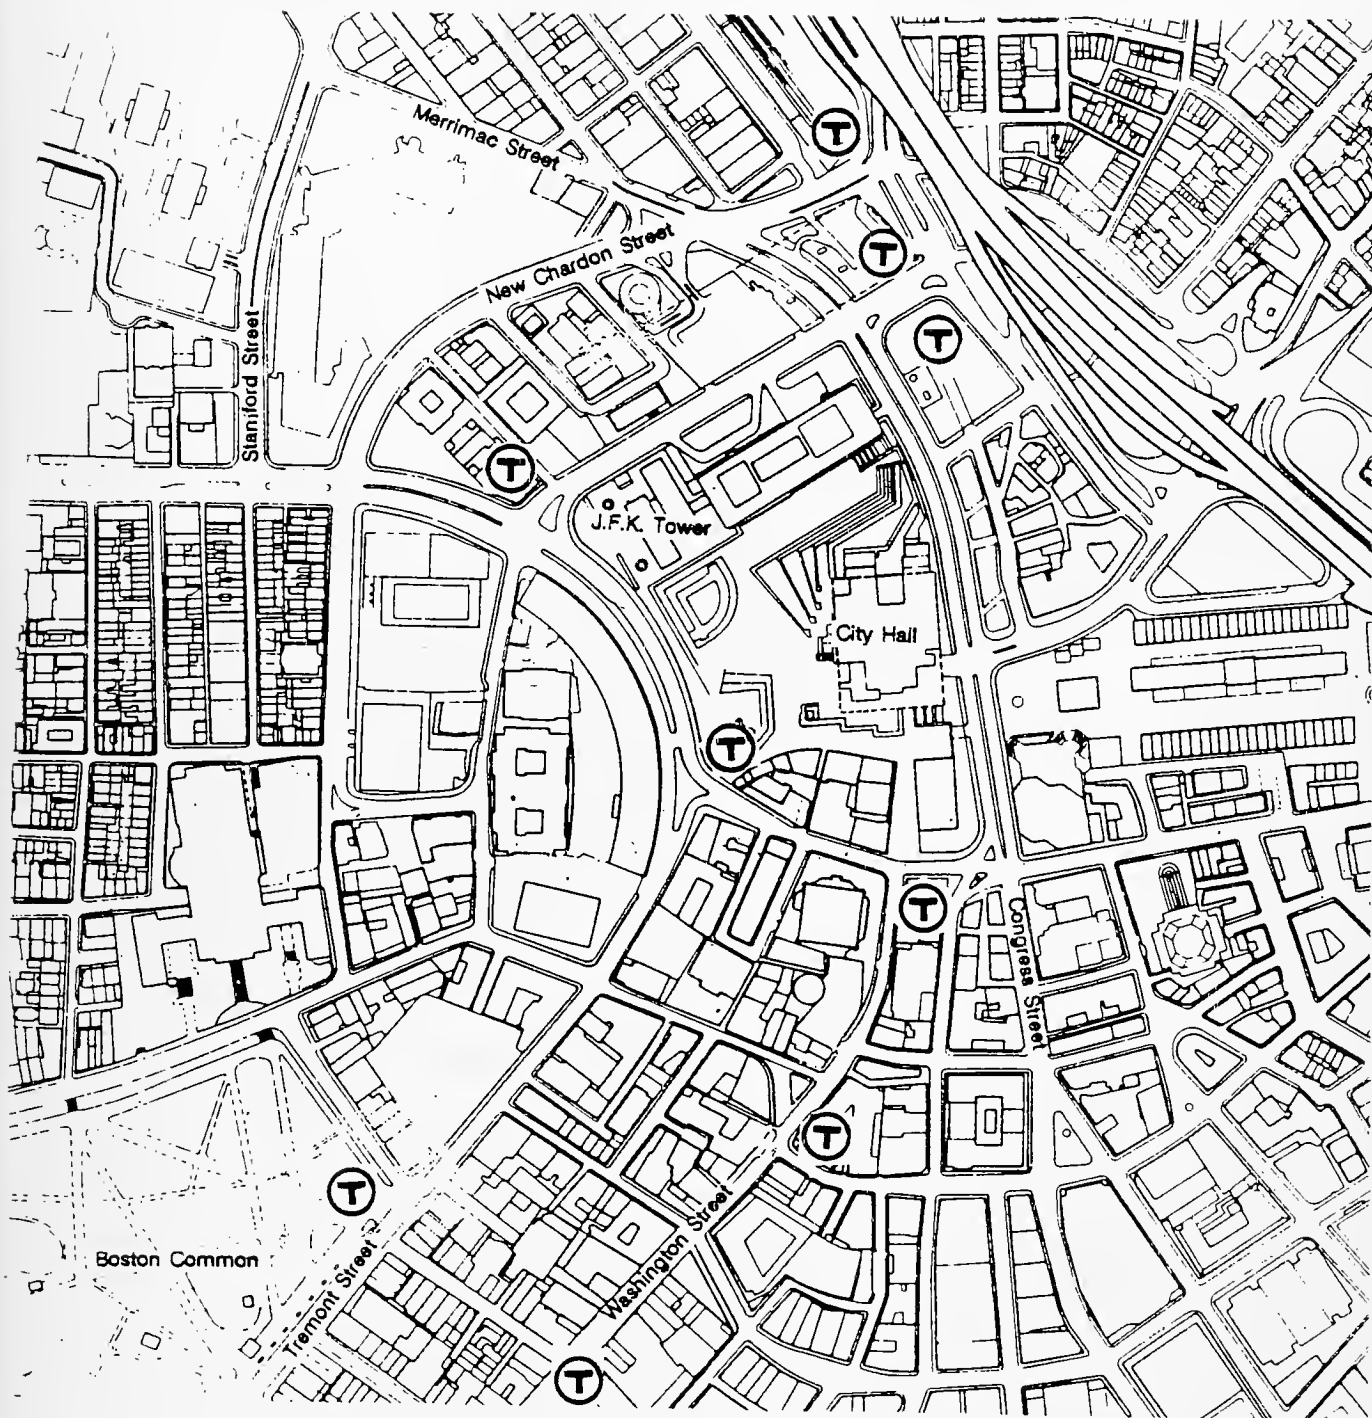 Merrimac Street
T
New Chardon Street
T
T
Staniford Street
T
J.F.K. Tower
City Hall
T
T
Congress Street
T
T
Boston Common
Washington Street
Tremont Street
T